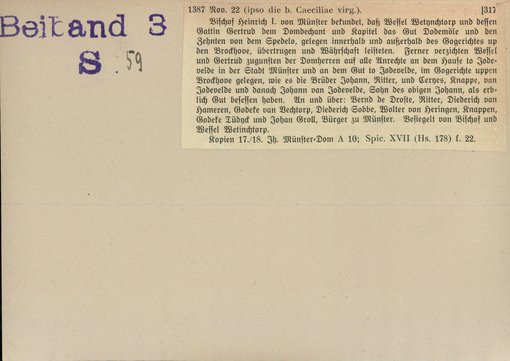 Beitand 3
S. 59
1387 Nov. 22 (ipso die b. Caeciliae virg.). [317
Bischof Heinrich I. von Münster bekundet, daß Wessel Wetynchtorp und dessen
Gattin Gertrud dem Domdechant und Kapitel das Gut Dodemöle und den
Zehnten von dem Spedelo, gelegen innerhalb und außerhalb des Gogerichtes up
den Brockhove, übertrugen und Währschaft leisteten. Ferner verzichten Wessel
und Gertrud zugunsten der Domherren auf alle Anrechte an dem Hause to Jode-
velde in der Stadt Münster und an dem Gut to Jodevelde, im Gogerichte uppen
Brockhove gelegen, wie es die Brüder Johann, Ritter, und Cerves, Knappe, van
Jodevelde und danach Johann van Jodevelde, Sohn des obigen Johann, als erb-
lich Gut besessen haben. An und über: Bernd de Droste, Ritter, Diederich van
Hameren, Godeke van Bechtorp, Diederich Sobbe, Wolter von Heringen, Knappen,
Godeke Tüdyck und Johan Groll, Bürger zu Münster. Besiegelt von Bischof und
Wessel Wetinchtorp.
Kopien 17./18. Jh. Münster-Dom A 10; Spic. XVII (Hs. 178) f. 22.